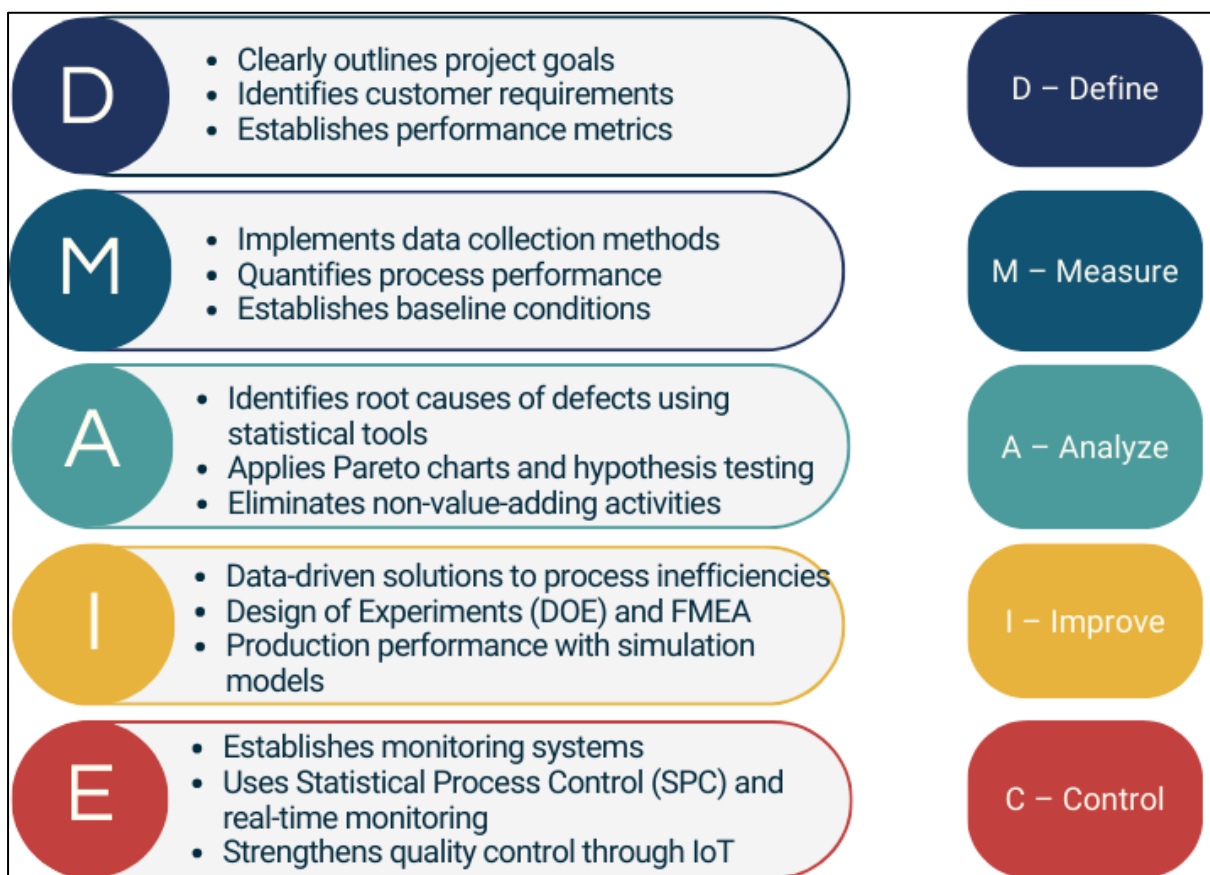 D
• Clearly outlines project goals
• Identifies customer requirements
• Establishes performance metrics
D – Define
M
• Implements data collection methods
• Quantifies process performance
• Establishes baseline conditions
M – Measure
A
• Identifies root causes of defects using
statistical tools
• Applies Pareto charts and hypothesis testing
• Eliminates non-value-adding activities
A – Analyze
I
• Data-driven solutions to process inefficiencies
• Design of Experiments (DOE) and FMEA
• Production performance with simulation
models
I – Improve
E
• Establishes monitoring systems
• Uses Statistical Process Control (SPC) and
real-time monitoring
• Strengthens quality control through IoT
C – Control